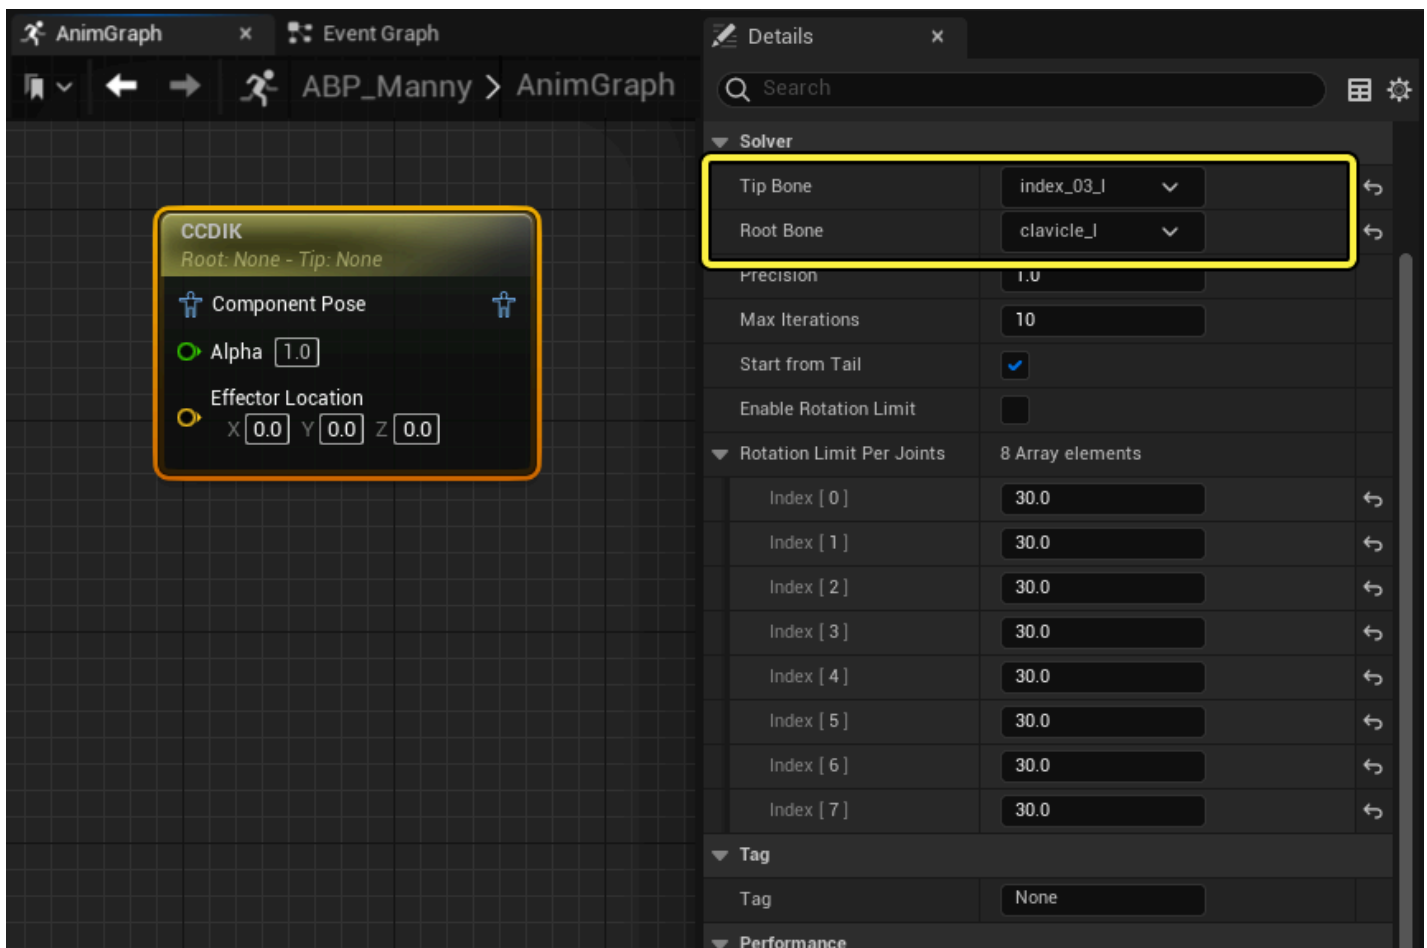 AnimGraph
Event Graph
ABP_Manny > AnimGraph
CCDIK
Root: None - Tip: None
Component Pose
Alpha 1.0
Effector Location
X 0.0 Y 0.0 Z 0.0
Details
Search
Solver
Tip Bone index_03_l
Root Bone clavicle_l
Precision 1.0
Max Iterations 10
Start from Tail
Enable Rotation Limit
Rotation Limit Per Joints 8 Array elements
Index [ 0 ] 30.0
Index [ 1 ] 30.0
Index [ 2 ] 30.0
Index [ 3 ] 30.0
Index [ 4 ] 30.0
Index [ 5 ] 30.0
Index [ 6 ] 30.0
Index [ 7 ] 30.0
Tag
Tag None
Performance